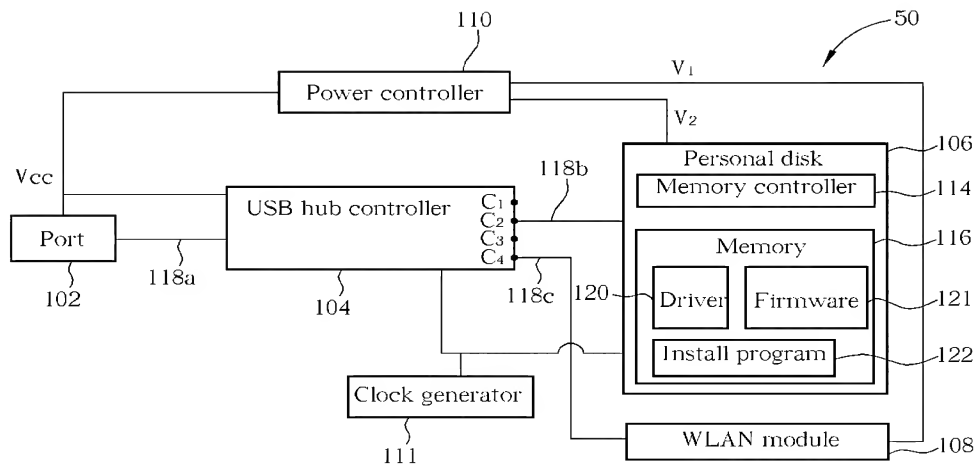 110
50
V1
Power controller
V2
106
Personal disk
Vcc
118b
Memory controller
114
USB hub controller
C1
C2
C3
C4
Port
118a
102
104
118c
Memory
116
120
Driver
Firmware
121
Install program
122
Clock generator
111
WLAN module
108